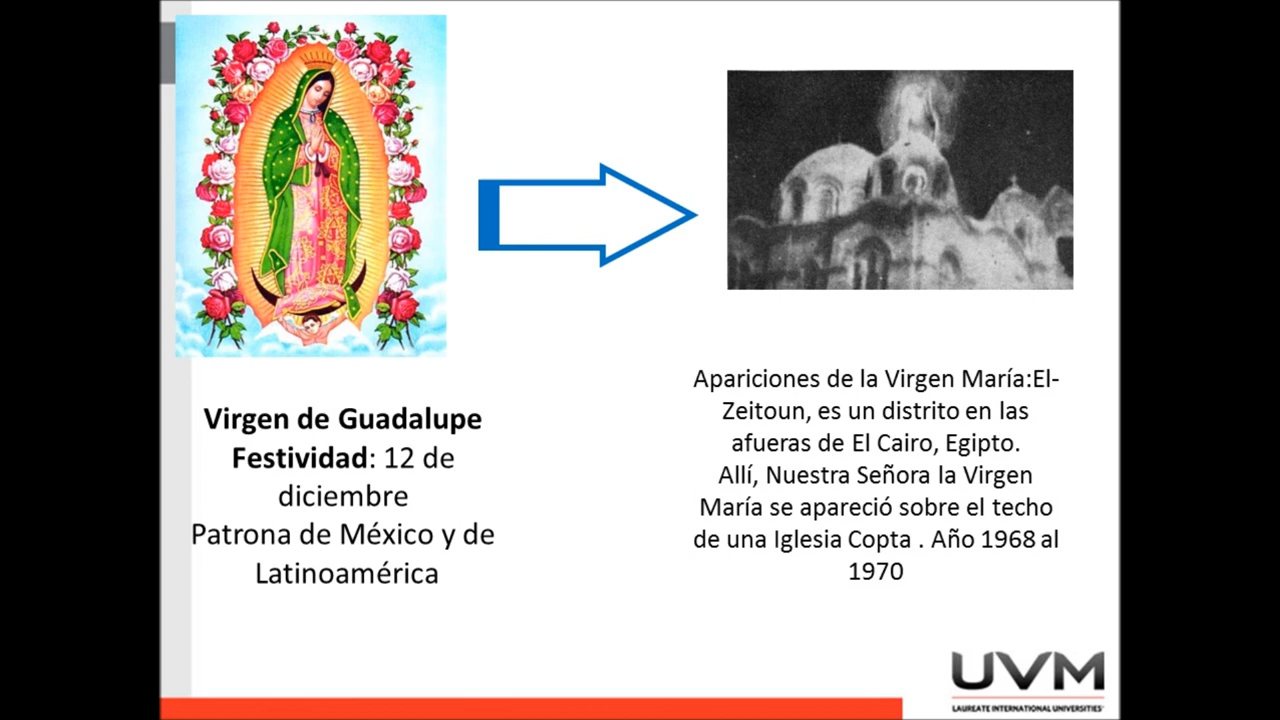 Virgen de Guadalupe
Festividad: 12 de
diciembre
Patrona de México y de
Latinoamérica
Apariciones de la Virgen María:El-
Zeitoun, es un distrito en las
afueras de El Cairo, Egipto.
Allí, Nuestra Señora la Virgen
María se apareció sobre el techo
de una Iglesia Copta . Año 1968 al
1970
UVM
LAUREATE INTERNATIONAL UNIVERSITIES®